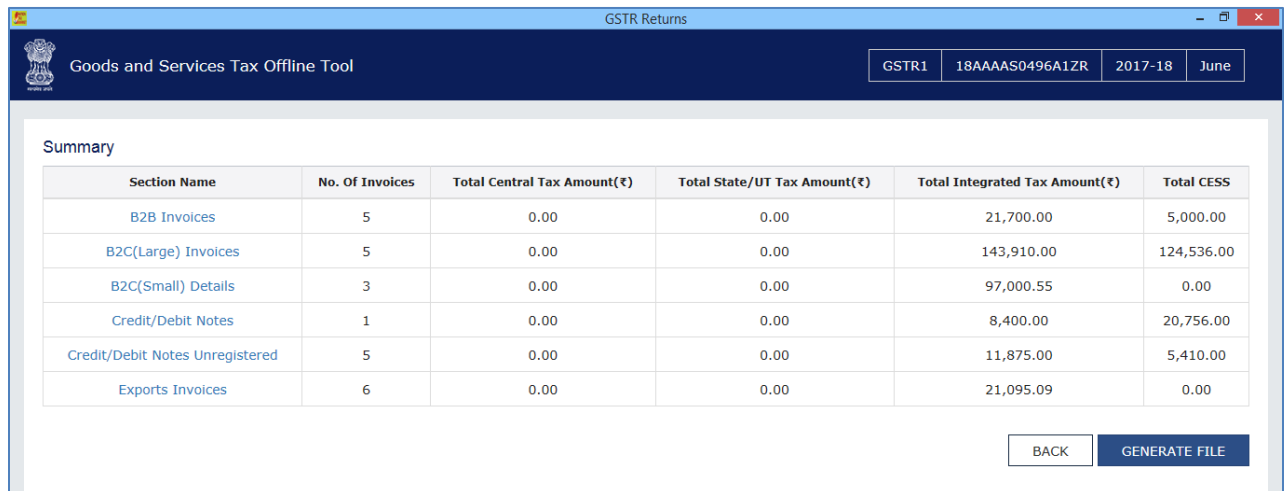 GSTR Returns
Goods and Services Tax Offline Tool GSTR1 18AAAAS0496A1ZR 2017-18 June
Summary
Section Name No. Of Invoices Total Central Tax Amount(₹) Total State/UT Tax Amount(₹) Total Integrated Tax Amount(₹) Total CESS
B2B Invoices 5 0.00 0.00 21,700.00 5,000.00
B2C(Large) Invoices 5 0.00 0.00 143,910.00 124,536.00
B2C(Small) Details 3 0.00 0.00 97,000.55 0.00
Credit/Debit Notes 1 0.00 0.00 8,400.00 20,756.00
Credit/Debit Notes Unregistered 5 0.00 0.00 11,875.00 5,410.00
Exports Invoices 6 0.00 0.00 21,095.09 0.00
BACK GENERATE FILE